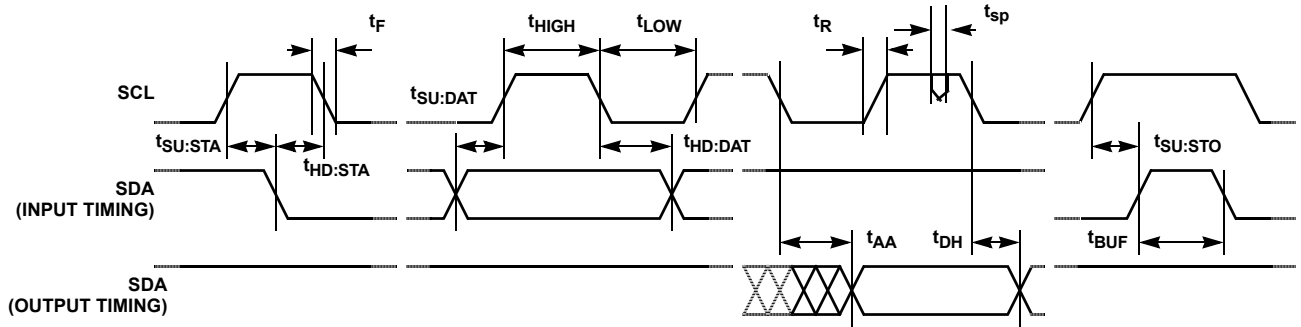 tF
tHIGH
tLOW
tR
tsp
SCL
tSU:DAT
tSU:STA
tHD:STA
tHD:DAT
tSU:STO
SDA
(INPUT TIMING)
tAA
tDH
tBUF
SDA
(OUTPUT TIMING)